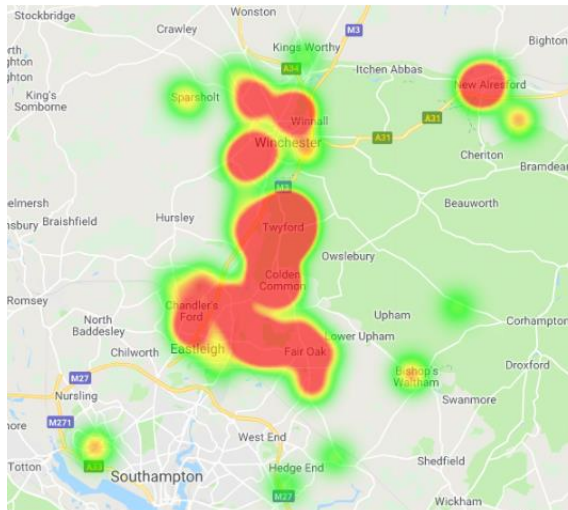 Stockbridge
Wonston
Crawley
M3
Bighton
Kings Worthy
A34
Itchen Abbas
King's
Somborne
Sparsholt
New Alresford
Winnall
A31
A31
Winchester
Cheriton
Bramdean
M3
elmersh
Braishfield
Hursley
Beauworth
nsbury
Twyford
Owslebury
Colden
Common
Romsey
Chandler's
Ford
North
Baddesley
Upham
Corhampton
Chilworth
Eastleigh
Fair Oak
Lower Upham
M27
Bishop's
Waltham
Droxford
Nursling
Swanmore
M271
West End
Totton
A33
Southampton
Hedge End
Shedfield
M27
Wickham